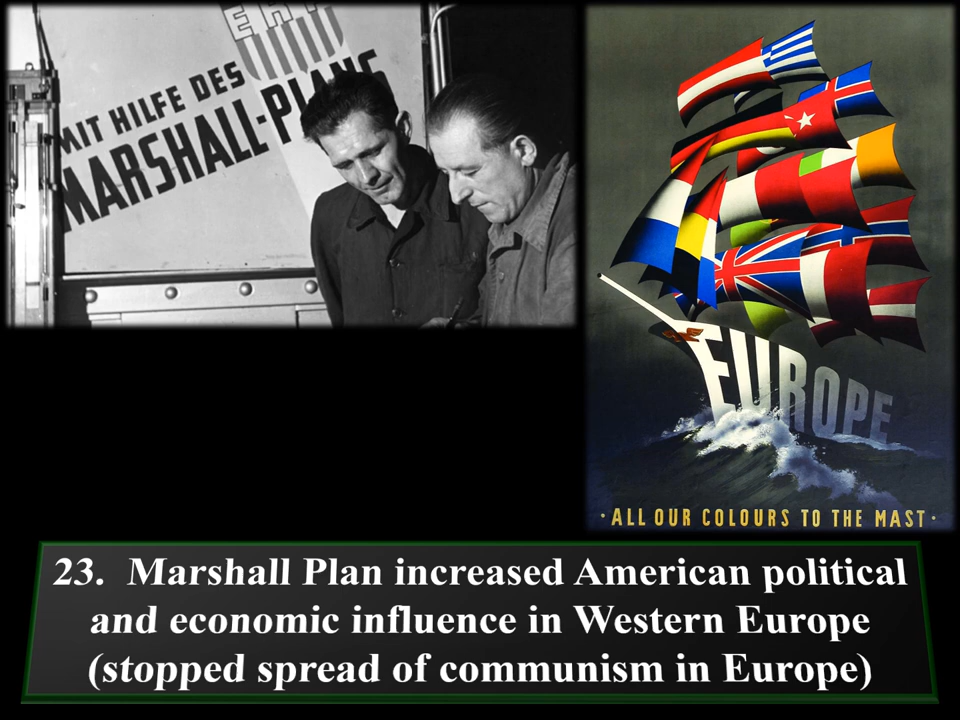 ERP
MIT HILFE DES
MARSHALL-PLANS
EUROPE
· ALL OUR COLOURS TO THE MAST ·
23. Marshall Plan increased American political
and economic influence in Western Europe
(stopped spread of communism in Europe)